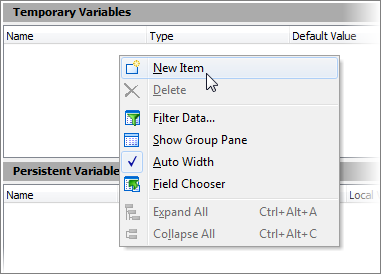 Temporary Variables
Name Type Default Value
New Item
Delete
Filter Data...
Show Group Pane
Auto Width
Persistent Variable
Field Chooser
Name Local
Expand All Ctrl+Alt+A
Collapse All Ctrl+Alt+C